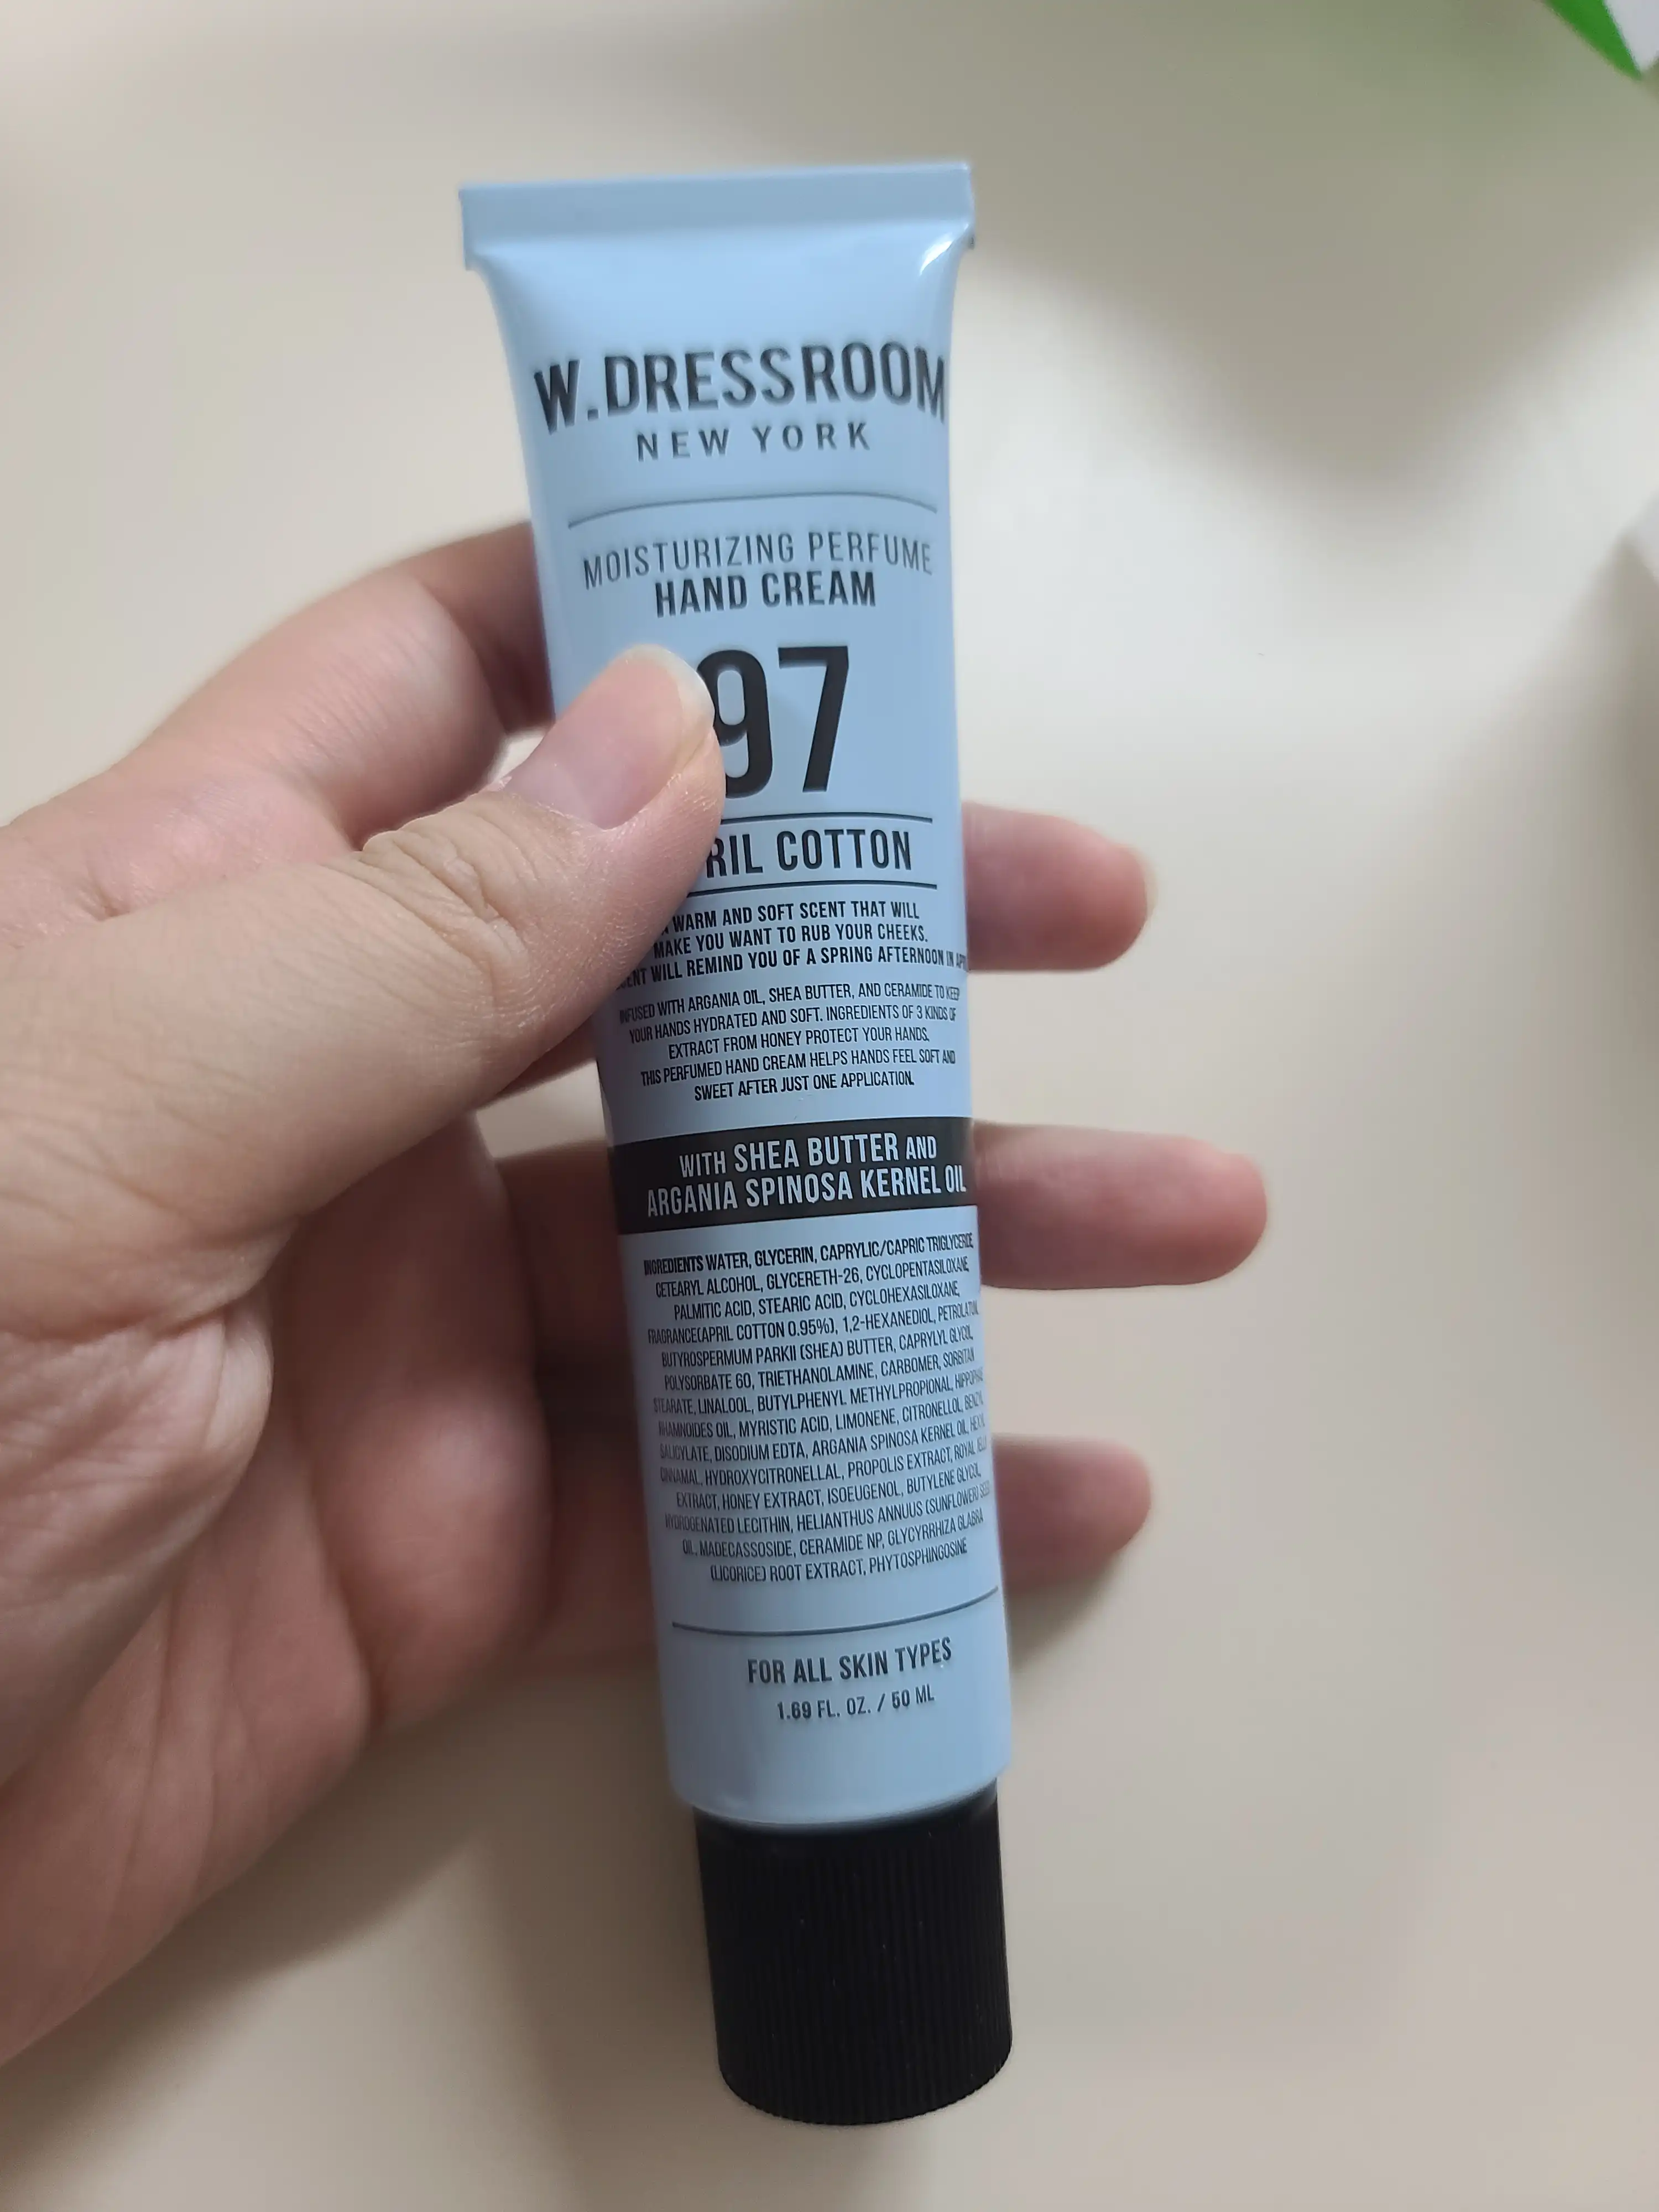 W.DRESSROOM
NEW YORK
MOISTURIZING PERFUME
HAND CREAM
97
RIL COTTON
WARM AND SOFT SCENT THAT WILL
MAKE YOU WANT TO RUB YOUR CHEEKS.
WILL REMIND YOU OF A SPRING AFTERNOON IN
INFUSED WITH ARGANIA OIL, SHEA BUTTER, AND CERAMIDE TO KEEP
YOUR HANDS HYDRATED AND SOFT. INGREDIENTS OF 3 KINDS OF
EXTRACT FROM HONEY PROTECT YOUR HANDS.
THIS PERFUMED HAND CREAM HELPS HANDS FEEL SOFT AND
SWEET AFTER JUST ONE APPLICATION.
WITH SHEA BUTTER AND
ARGANIA SPINOSA KERNEL OIL
INGREDIENTS WATER, GLYCERIN, CAPRYLIC/CAPRIC TRIGLYCERIDE,
CETEARYL ALCOHOL, GLYCERETH-26, CYCLOPENTASILOXANE,
PALMITIC ACID, STEARIC ACID, CYCLOHEXASILOXANE,
FRAGRANCE(APRIL COTTON 0.95%), 1,2-HEXANEDIOL, PETROLATUM,
BUTYROSPERMUM PARKII (SHEA) BUTTER, CAPRYLYL GLYCOL,
POLYSORBATE 60, TRIETHANOLAMINE, CARBOMER, SORBITAN
STEARATE, LINALOOL, BUTYLPHENYL METHYLPROPIONAL, HIPPOPHAE
RHAMNOIDES OIL, MYRISTIC ACID, LIMONENE, CITRONELLOL, BENZYL
SALICYLATE, DISODIUM EDTA, ARGANIA SPINOSA KERNEL OIL, HEXYL
CINNAMAL, HYDROXYCITRONELLAL, PROPOLIS EXTRACT, ROYAL JELLY
EXTRACT, HONEY EXTRACT, ISOEUGENOL, BUTYLENE GLYCOL,
HYDROGENATED LECITHIN, HELIANTHUS ANNUUS (SUNFLOWER) SEED
OIL, MADECASSOSIDE, CERAMIDE NP, GLYCYRRHIZA GLABRA
(LICORICE) ROOT EXTRACT, PHYTOSPHINGOSINE
FOR ALL SKIN TYPES
1.69 FL. OZ. / 50 ML